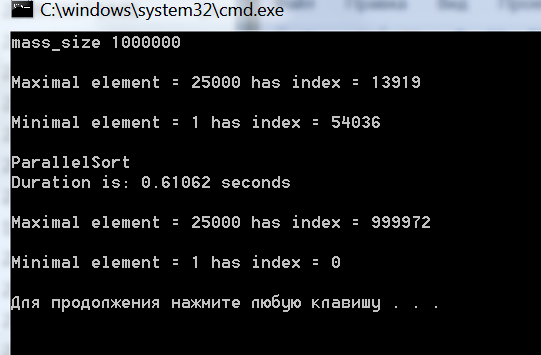 C:\windows\system32\cmd.exe
mass_size 1000000
Maximal element = 25000 has index = 13919
Minimal element = 1 has index = 54036
ParallelSort
Duration is: 0.61062 seconds
Maximal element = 25000 has index = 999972
Minimal element = 1 has index = 0
Для продолжения нажмите любую клавишу . . .